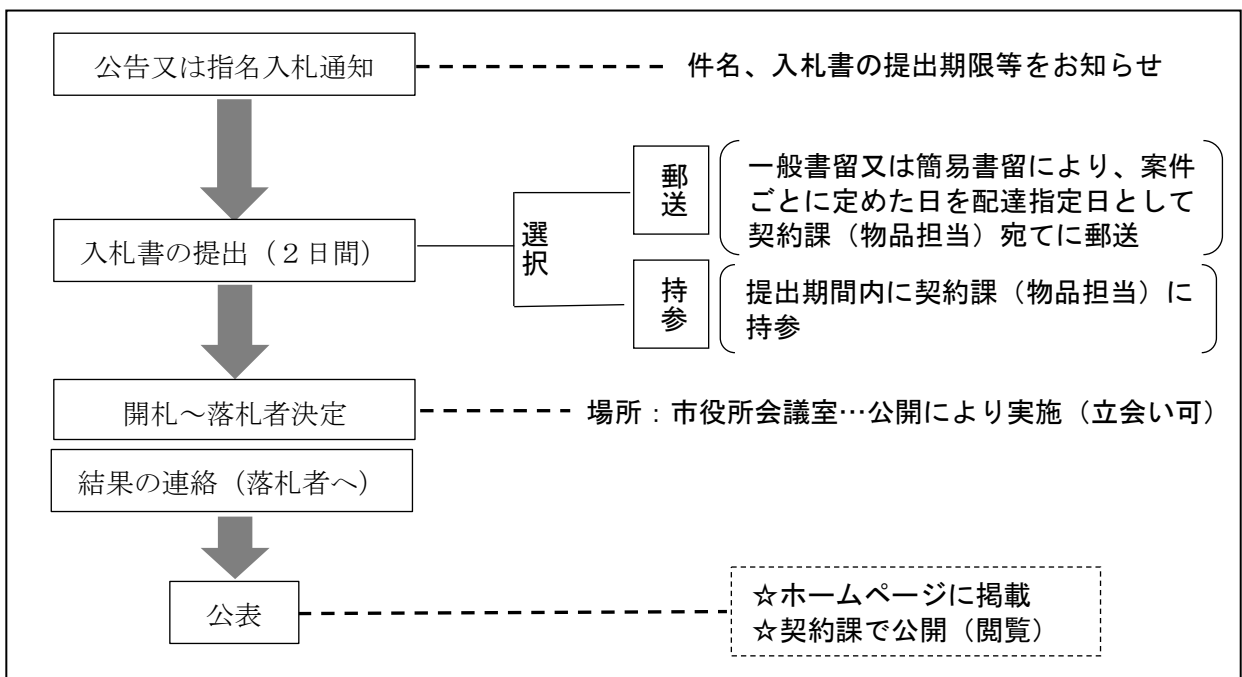 公告又は指名入札通知
件名、入札書の提出期限等をお知らせ
郵送
一般書留又は簡易書留により、案件
ごとに定めた日を配達指定日として
契約課（物品担当）宛てに郵送
入札書の提出（２日間）
選択
持参
提出期間内に契約課（物品担当）に
持参
開札～落札者決定
場所：市役所会議室…公開により実施（立会い可）
結果の連絡（落札者へ）
公表
☆ホームページに掲載
☆契約課で公開（閲覧）